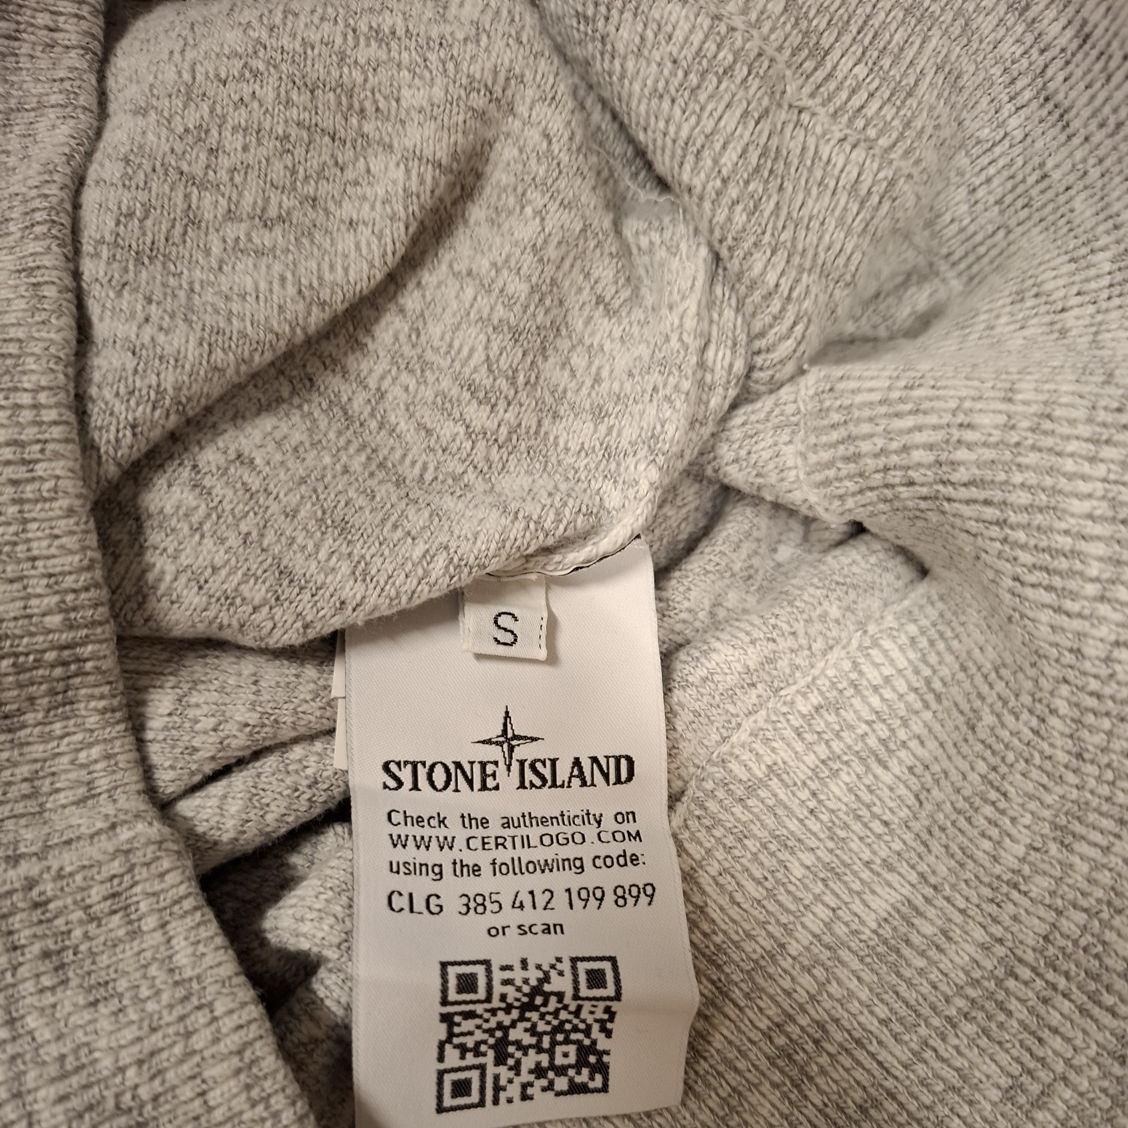 S
STONE ISLAND
Check the authenticity on
WWW.CERTILOGO.COM
using the following code:
CLG 385 412 199 899
or scan